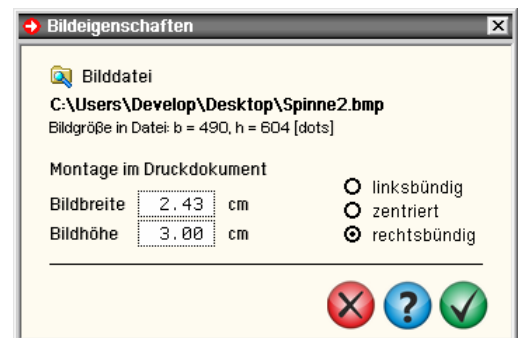 Bildeigenschaften
Bilddatei
C:\Users\Develop\Desktop\Spinne2.bmp
Bildgröße in Datei: b = 490, h = 604 [dots]
Montage im Druckdokument
Bildbreite 2.43 cm
Bildhöhe 3.00 cm
linksbündig
zentriert
rechtsbündig
?